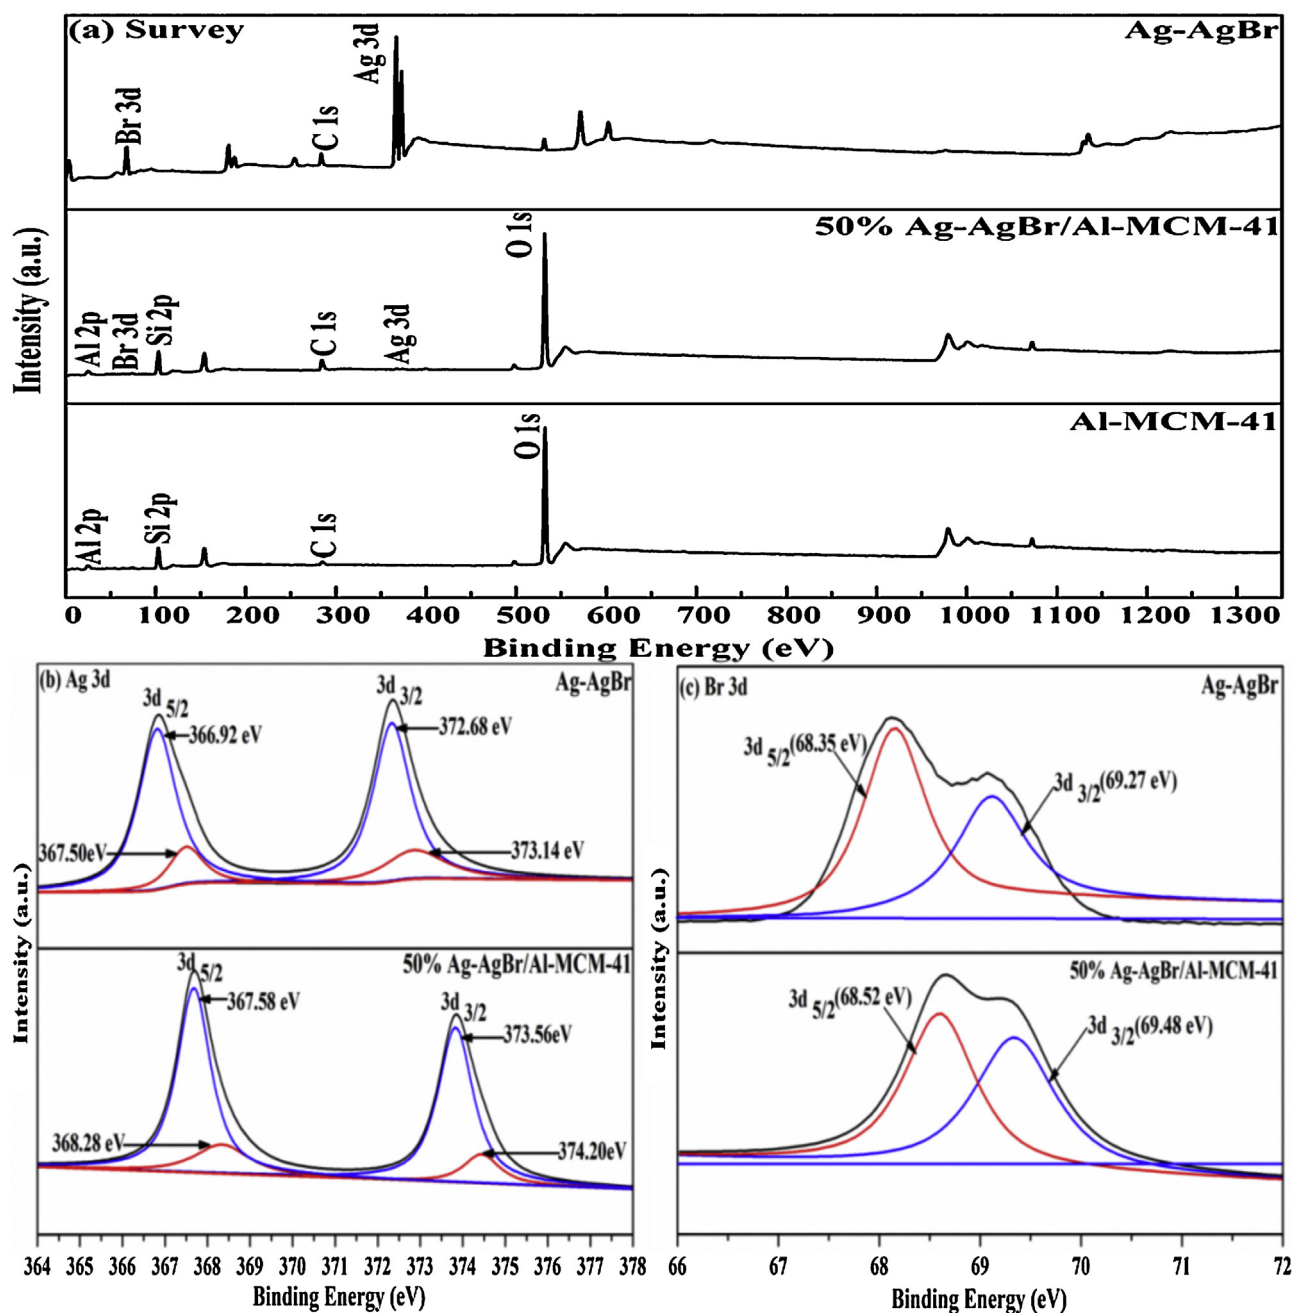 (a) Survey
Ag-AgBr
Br 3d
C 1s
Ag 3d
50% Ag-AgBr/Al-MCM-41
Al 2p
Br 3d
Si 2p
C 1s
Ag 3d
O 1s
Al-MCM-41
Al 2p
Si 2p
C 1s
O 1s
Intensity (a.u.)
0 100 200 300 400 500 600 700 800 900 1000 1100 1200 1300
Binding Energy (eV)
(b) Ag 3d
Ag-AgBr
3d 5/2
3d 3/2
366.92 eV
372.68 eV
367.50eV
373.14 eV
50% Ag-AgBr/Al-MCM-41
3d 5/2
3d 3/2
367.58 eV
373.56eV
368.28 eV
374.20eV
Intensity (a.u.)
364 365 366 367 368 369 370 371 372 373 374 375 376 377 378
Binding Energy (eV)
(c) Br 3d
Ag-AgBr
3d 5/2(68.35 eV)
3d 3/2(69.27 eV)
50% Ag-AgBr/Al-MCM-41
3d 5/2(68.52 eV)
3d 3/2(69.48 eV)
Intensity (a.u.)
66 67 68 69 70 71 72
Binding Energy (eV)